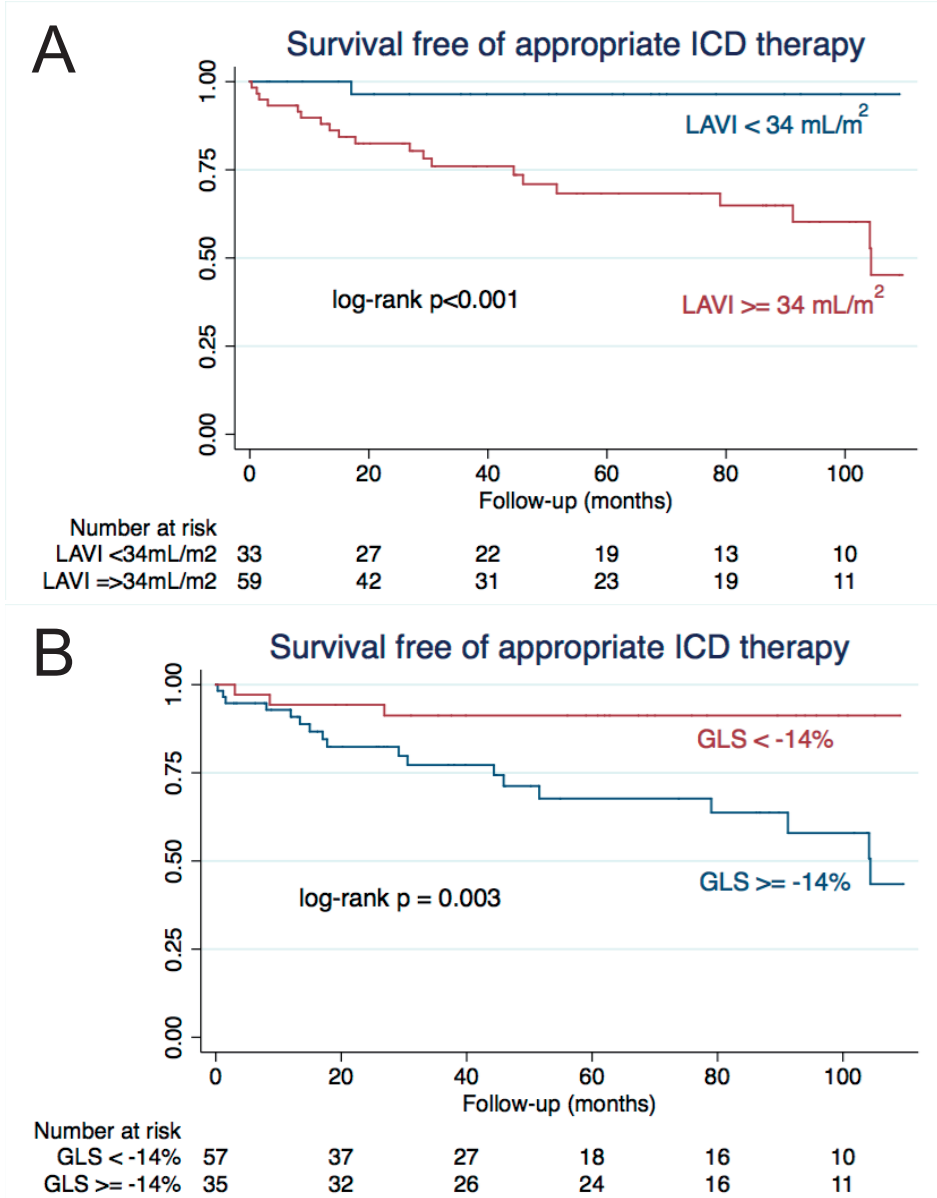 A
Survival free of appropriate ICD therapy
1.00
0.75
0.50
0.25
0.00
LAVI < 34 mL/m2
log-rank p<0.001
LAVI >= 34 mL/m2
0 20 40 60 80 100
Follow-up (months)
Number at risk
LAVI <34mL/m2 33 27 22 19 13 10
LAVI =>34mL/m2 59 42 31 23 19 11
B
Survival free of appropriate ICD therapy
1.00
0.75
0.50
0.25
0.00
GLS < -14%
GLS >= -14%
log-rank p = 0.003
0 20 40 60 80 100
Follow-up (months)
Number at risk
GLS < -14% 57 37 27 18 16 10
GLS >= -14% 35 32 26 24 16 11